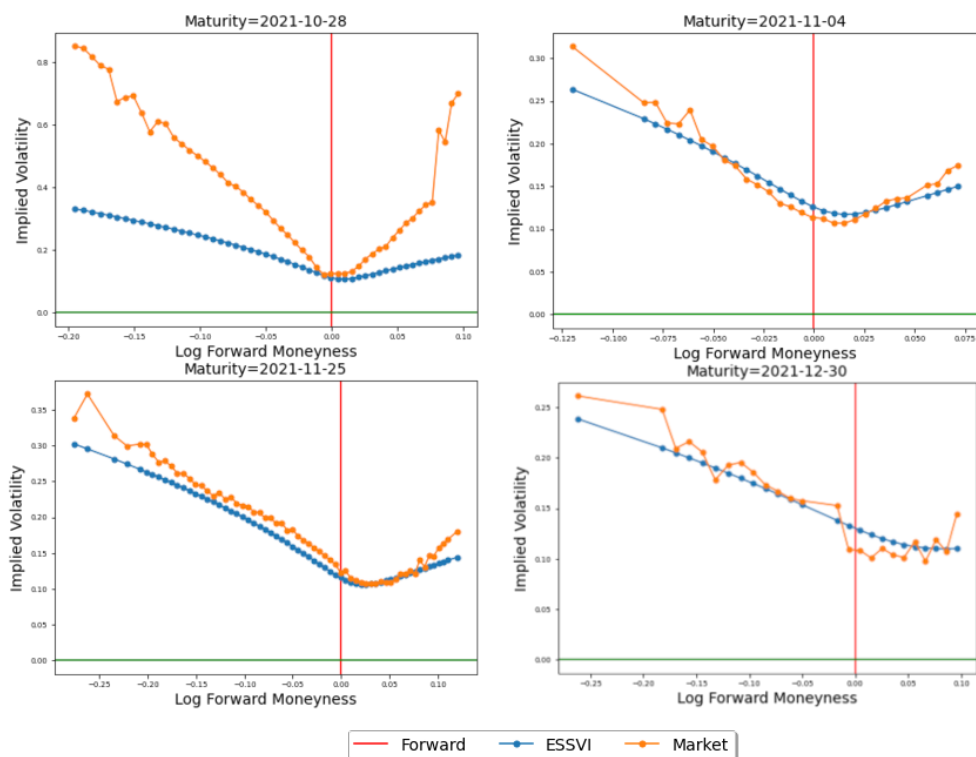 Maturity=2021-10-28
Implied Volatility
0.8
0.6
0.4
0.2
0.0
−0.20 −0.15 −0.10 −0.05 0.00 0.05 0.10
Log Forward Moneyness
Maturity=2021-11-04
Implied Volatility
0.30
0.25
0.20
0.15
0.10
0.05
0.00
−0.125 −0.100 −0.075 −0.050 −0.025 0.000 0.025 0.050 0.075
Log Forward Moneyness
Maturity=2021-11-25
Implied Volatility
0.35
0.30
0.25
0.20
0.15
0.10
0.05
0.00
−0.25 −0.20 −0.15 −0.10 −0.05 0.00 0.05 0.10
Log Forward Moneyness
Maturity=2021-12-30
Implied Volatility
0.25
0.20
0.15
0.10
0.05
0.00
−0.25 −0.20 −0.15 −0.10 −0.05 0.00 0.05 0.10
Log Forward Moneyness
Forward ESSVI Market